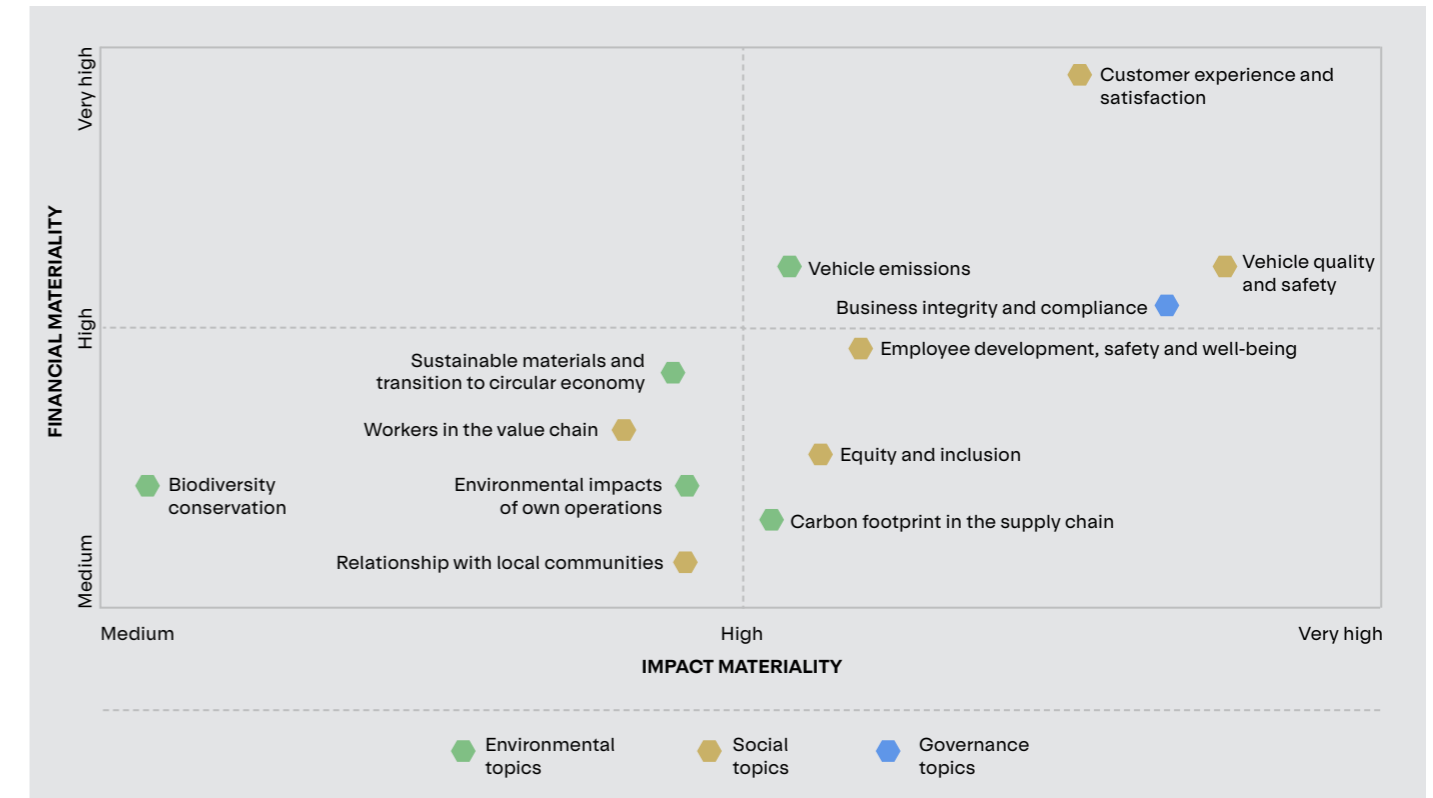 Very high
Customer experience and
satisfaction
FINANCIAL MATERIALITY
Vehicle emissions
Vehicle quality
and safety
Business integrity and compliance
High
Employee development, safety and well-being
Sustainable materials and
transition to circular economy
Workers in the value chain
Equity and inclusion
Biodiversity
conservation
Environmental impacts
of own operations
Carbon footprint in the supply chain
Relationship with local communities
Medium
Medium
High
Very high
IMPACT MATERIALITY
Environmental
topics
Social
topics
Governance
topics